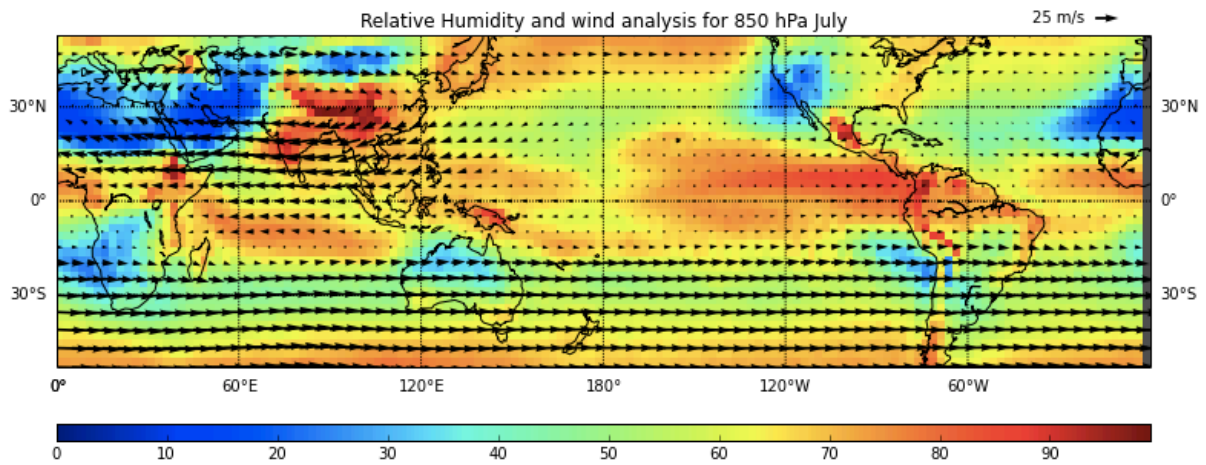 Relative Humidity and wind analysis for 850 hPa July
25 m/s
30°N 30°N
0° 0°
30°S 30°S
0° 60°E 120°E 180° 120°W 60°W
0 10 20 30 40 50 60 70 80 90